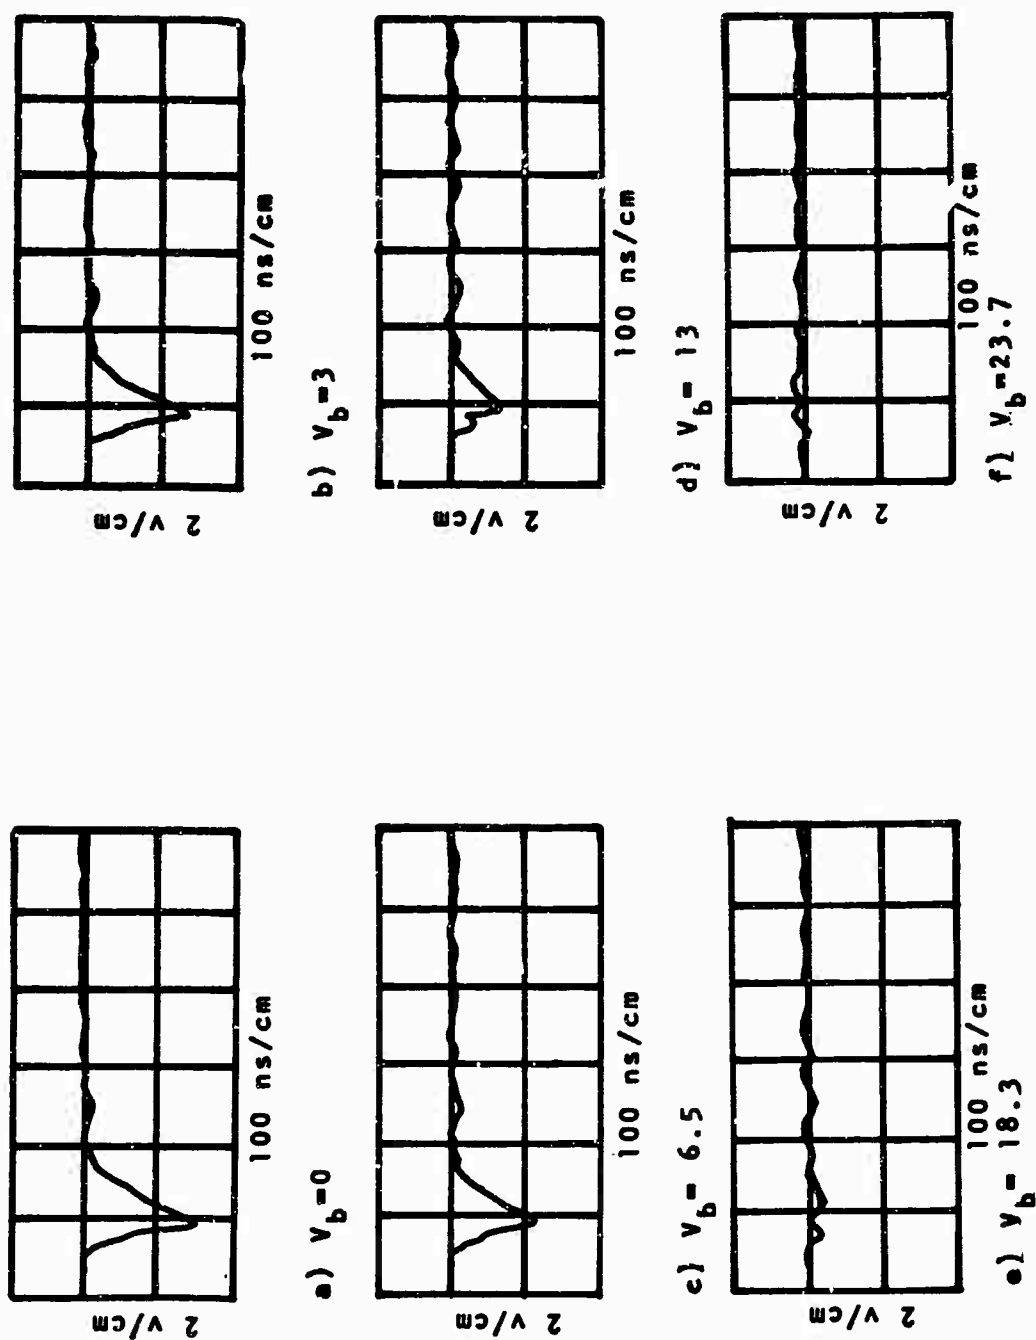 2 v/cm
100 ns/cm
a) V_b=0
2 v/cm
100 ns/cm
b) V_b=3
2 v/cm
100 ns/cm
c) V_b= 6.5
2 v/cm
100 ns/cm
d) V_b= 13
2 v/cm
100 ns/cm
e) V_b= 18.3
2 v/cm
100 ns/cm
f) V_b=23.7